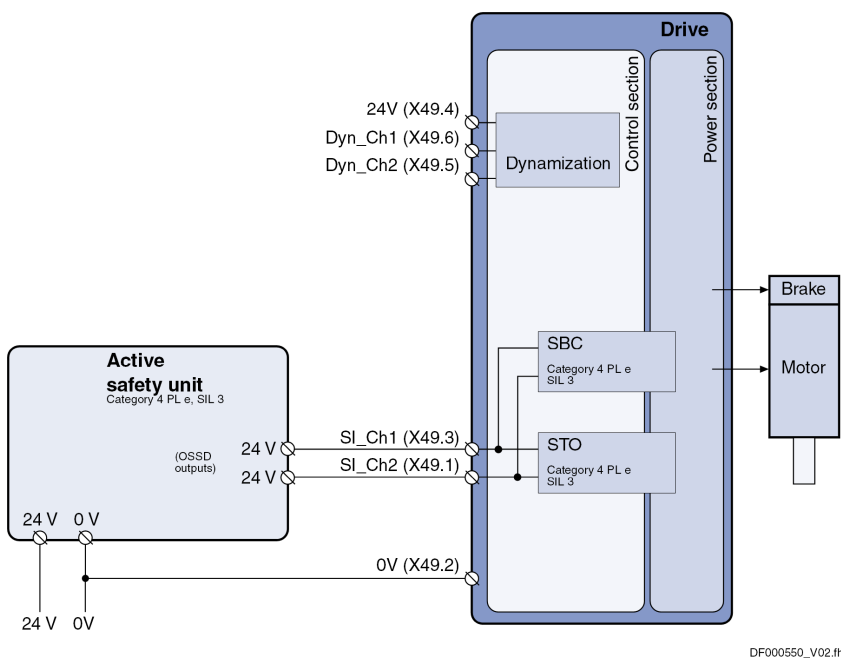 Drive
Control section
Power section
24V (X49.4)
Dyn_Ch1 (X49.6)
Dyn_Ch2 (X49.5)
Dynamization
Brake
Motor
SBC
Category 4 PL e
SIL 3
Active
safety unit
Category 4 PL e, SIL 3
(OSSD
outputs)
24 V
24 V
SI_Ch1 (X49.3)
SI_Ch2 (X49.1)
STO
Category 4 PL e
SIL 3
24 V 0 V
0V (X49.2)
24 V 0V
DF000550_V02.fh